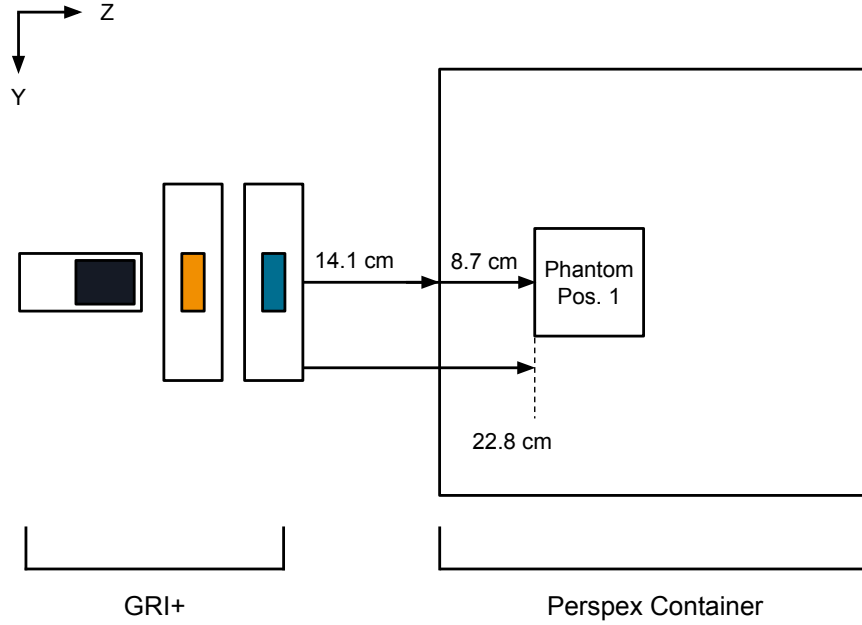 Z
Y
14.1 cm
8.7 cm
Phantom
Pos. 1
22.8 cm
GRI+
Perspex Container